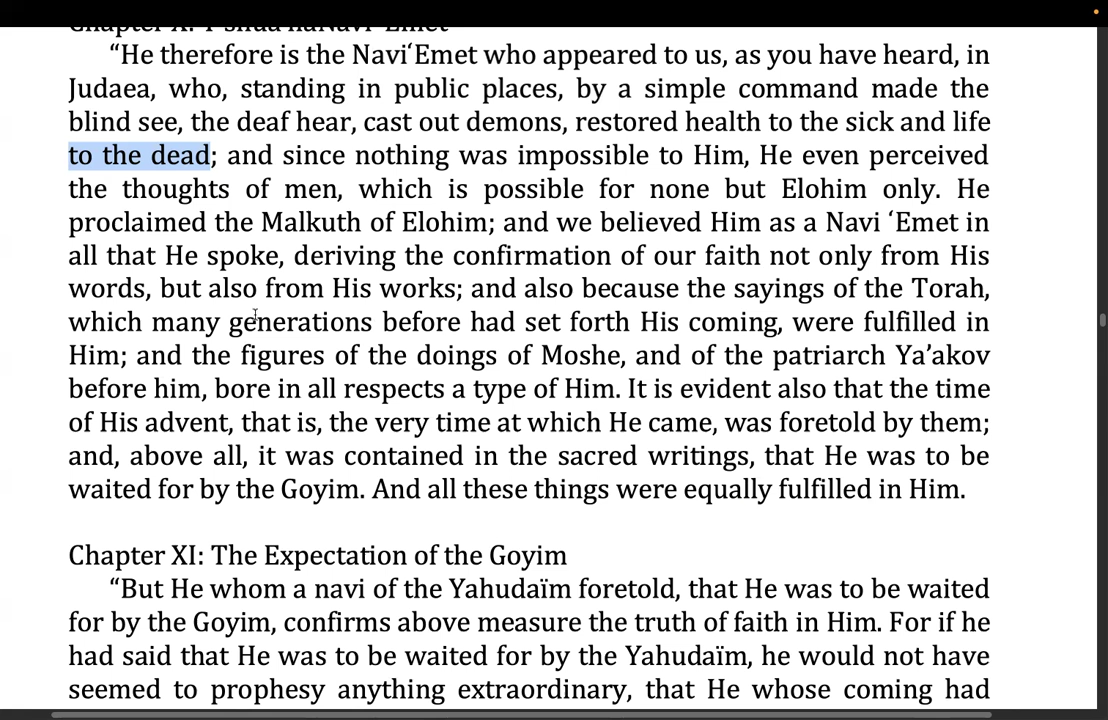 Chapter X: Y'shua haNavi 'Emet
“He therefore is the Navi‘Emet who appeared to us, as you have heard, in
Judaea, who, standing in public places, by a simple command made the
blind see, the deaf hear, cast out demons, restored health to the sick and life
to the dead; and since nothing was impossible to Him, He even perceived
the thoughts of men, which is possible for none but Elohim only. He
proclaimed the Malkuth of Elohim; and we believed Him as a Navi ‘Emet in
all that He spoke, deriving the confirmation of our faith not only from His
words, but also from His works; and also because the sayings of the Torah,
which many generations before had set forth His coming, were fulfilled in
Him; and the figures of the doings of Moshe, and of the patriarch Ya’akov
before him, bore in all respects a type of Him. It is evident also that the time
of His advent, that is, the very time at which He came, was foretold by them;
and, above all, it was contained in the sacred writings, that He was to be
waited for by the Goyim. And all these things were equally fulfilled in Him.
Chapter XI: The Expectation of the Goyim
“But He whom a navi of the Yahudaïm foretold, that He was to be waited
for by the Goyim, confirms above measure the truth of faith in Him. For if he
had said that He was to be waited for by the Yahudaïm, he would not have
seemed to prophesy anything extraordinary, that He whose coming had